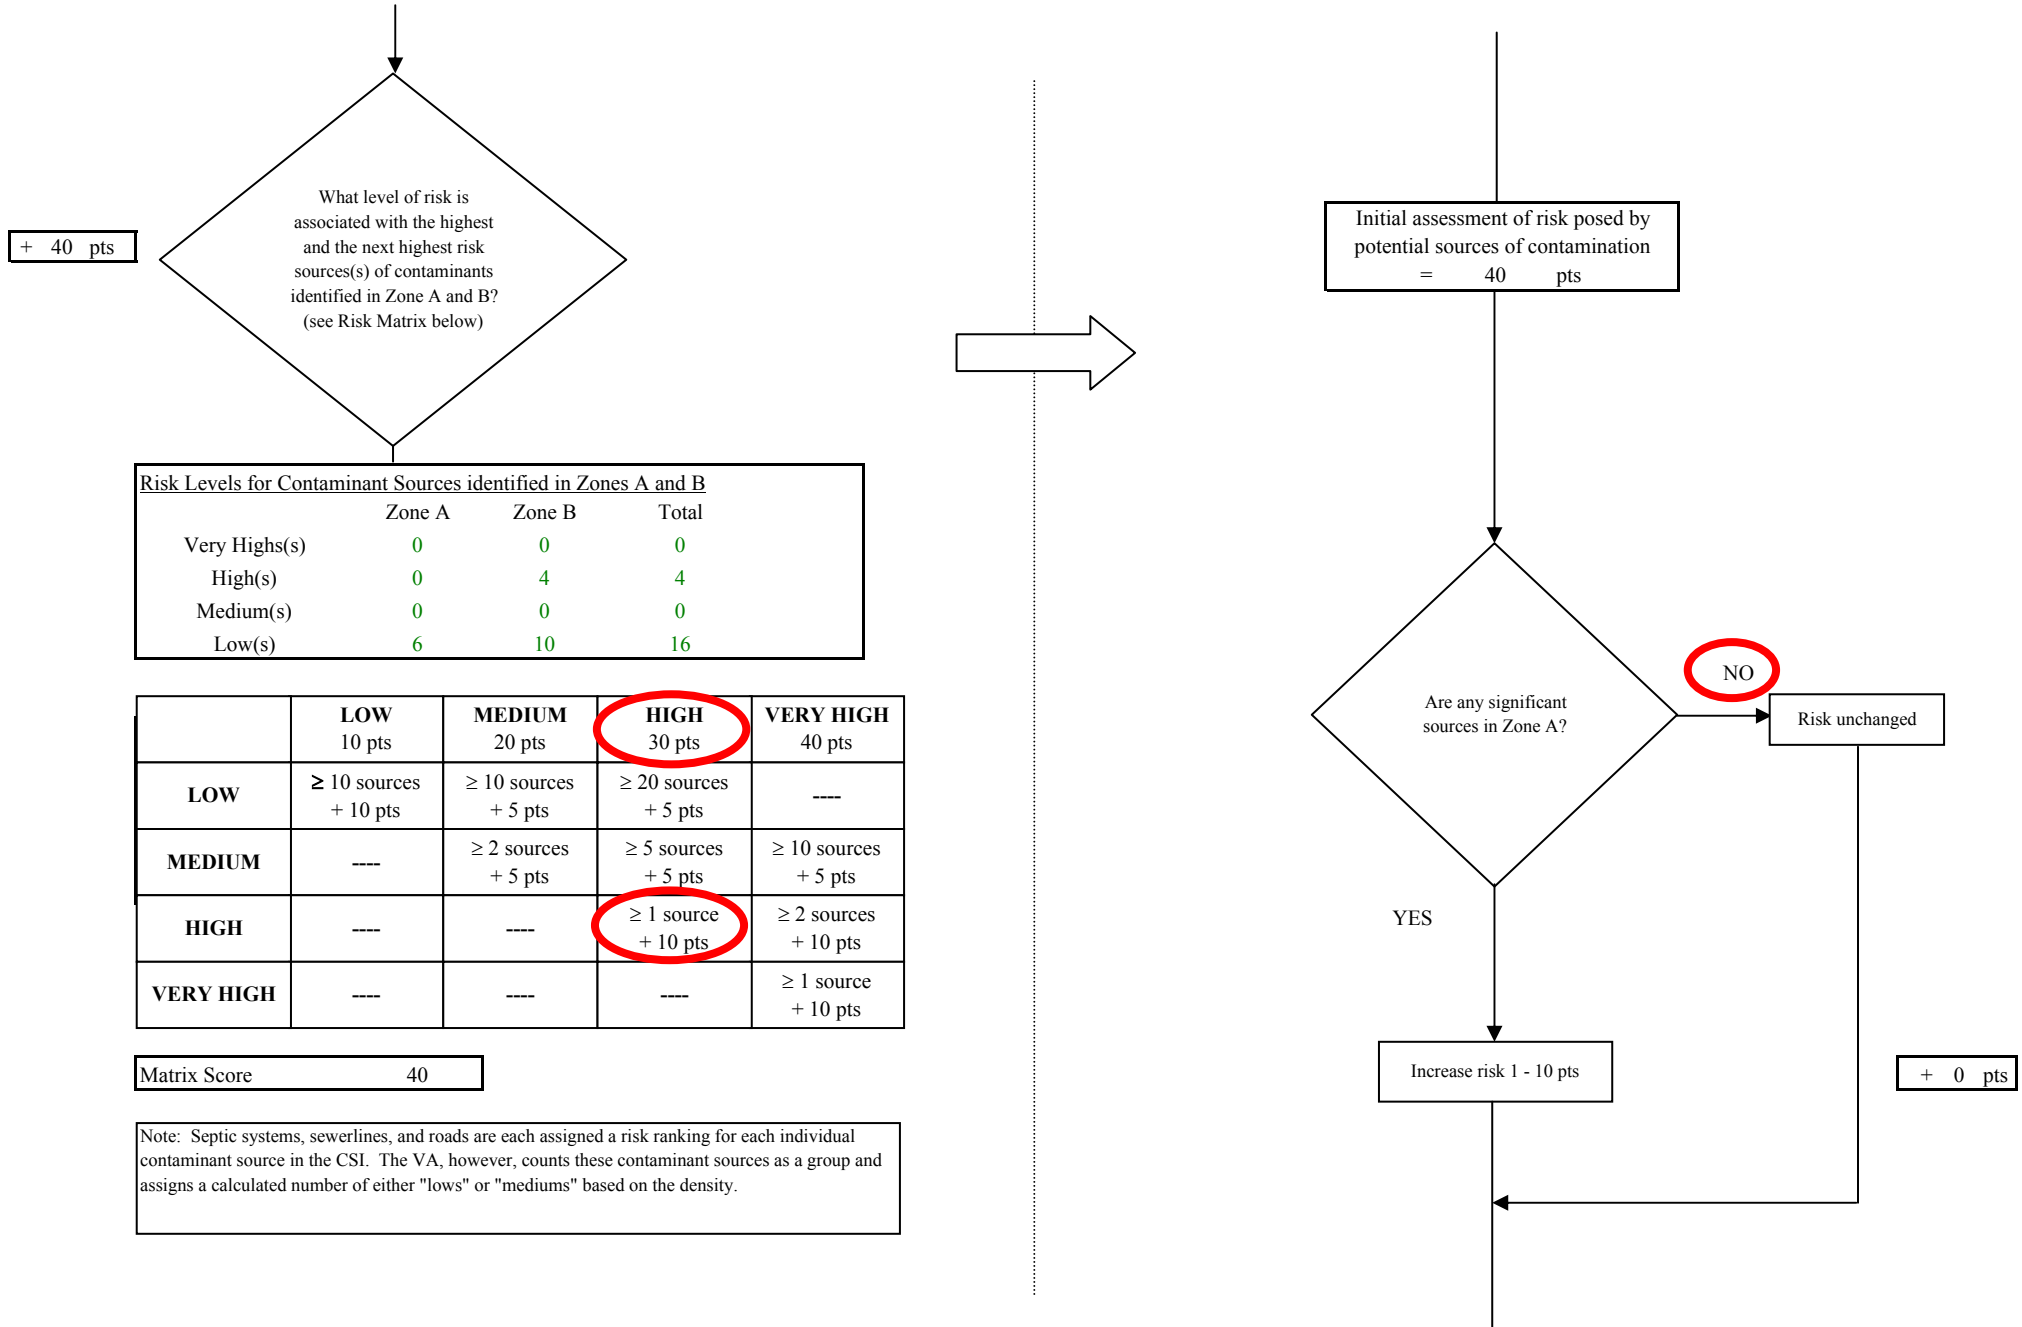 What level of risk is
associated with the highest
and the next highest risk
sources(s) of contaminants
identified in Zone A and B?
(see Risk Matrix below)
+ 40 pts
Risk Levels for Contaminant Sources identified in Zones A and B
Zone A Zone B Total
Very Highs(s) 0 0 0
High(s) 0 4 4
Medium(s) 0 0 0
Low(s) 6 10 16
LOW MEDIUM HIGH VERY HIGH
10 pts 20 pts 30 pts 40 pts
LOW
≥ 10 sources ≥ 10 sources ≥ 20 sources ----
+ 10 pts + 5 pts + 5 pts
MEDIUM
---- ≥ 2 sources ≥ 5 sources ≥ 10 sources
+ 5 pts + 5 pts + 5 pts
HIGH
---- ---- ≥ 1 source ≥ 2 sources
+ 10 pts + 10 pts
VERY HIGH
---- ---- ---- ≥ 1 source
+ 10 pts
Matrix Score 40
Note: Septic systems, sewerlines, and roads are each assigned a risk ranking for each individual
contaminant source in the CSI. The VA, however, counts these contaminant sources as a group and
assigns a calculated number of either "lows" or "mediums" based on the density.
Initial assessment of risk posed by
potential sources of contamination
= 40 pts
Are any significant
sources in Zone A?
NO
Risk unchanged
YES
Increase risk 1 - 10 pts
+ 0 pts